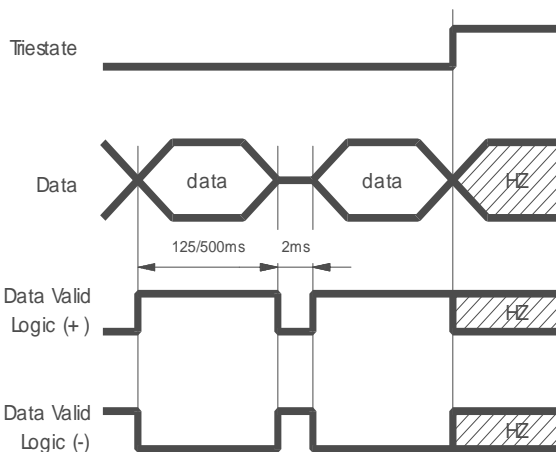 Triestate
Data
data
data
HZ
125/500ms
2ms
Data Valid
Logic (+)
HZ
Data Valid
Logic (-)
HZ